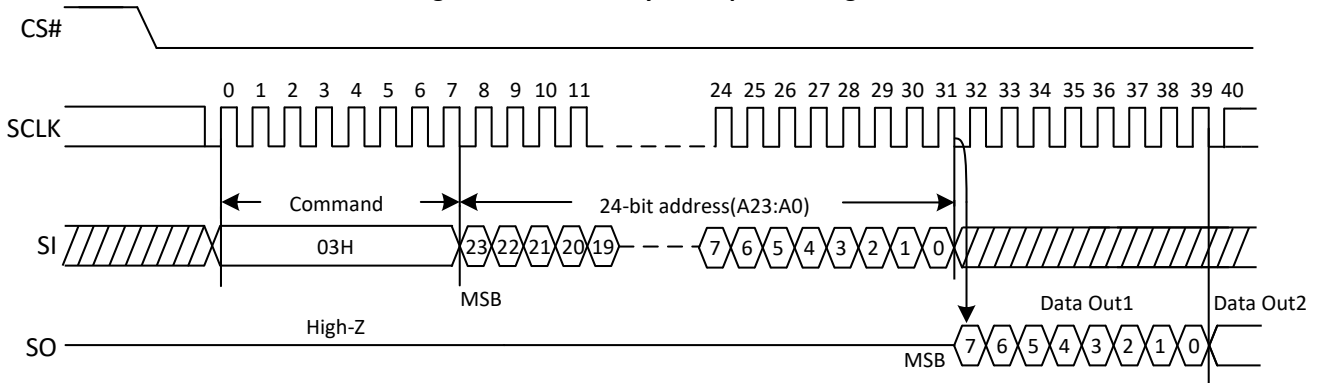 CS#
0 1 2 3 4 5 6 7 8 9 10 11 24 25 26 27 28 29 30 31 32 33 34 35 36 37 38 39 40
SCLK
Command 24-bit address(A23:A0)
SI 03H 23 22 21 20 19 7 6 5 4 3 2 1 0
MSB Data Out1 Data Out2
High-Z
SO MSB 7 6 5 4 3 2 1 0